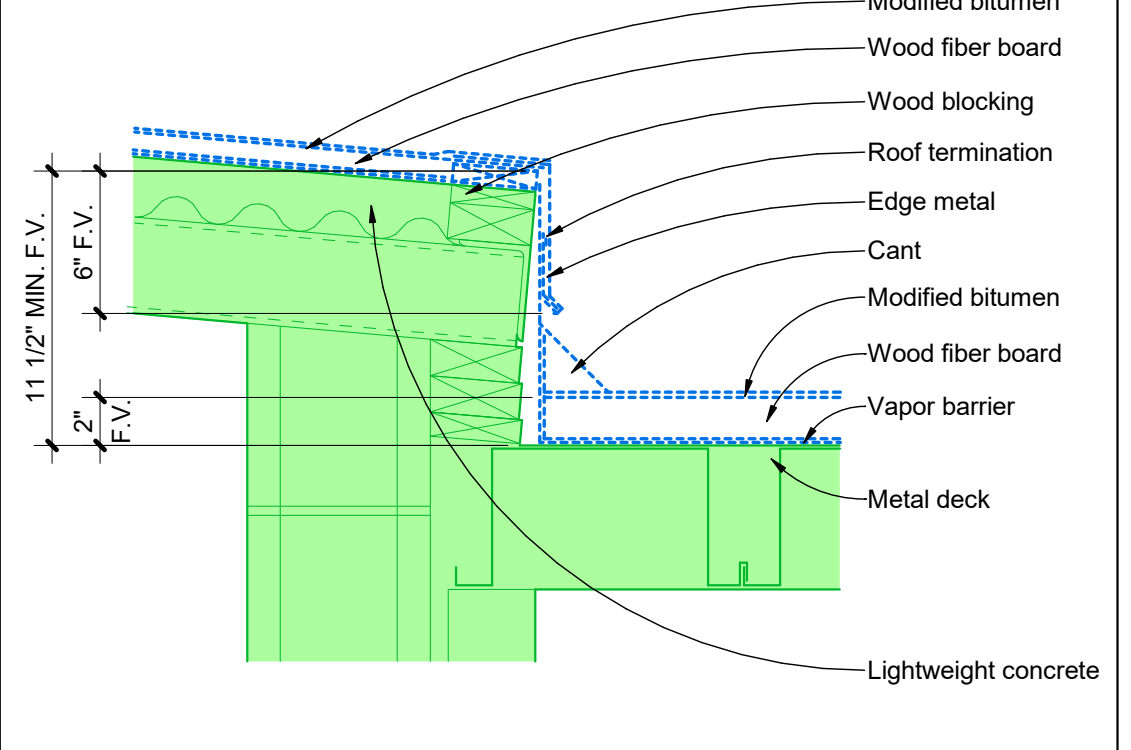 Modified bitumen
Wood fiber board
Wood blocking
Roof termination
Edge metal
Cant
Modified bitumen
Wood fiber board
Vapor barrier
Metal deck
Lightweight concrete
11 1/2" MIN. F.V.
6" F.V.
2"
F.V.